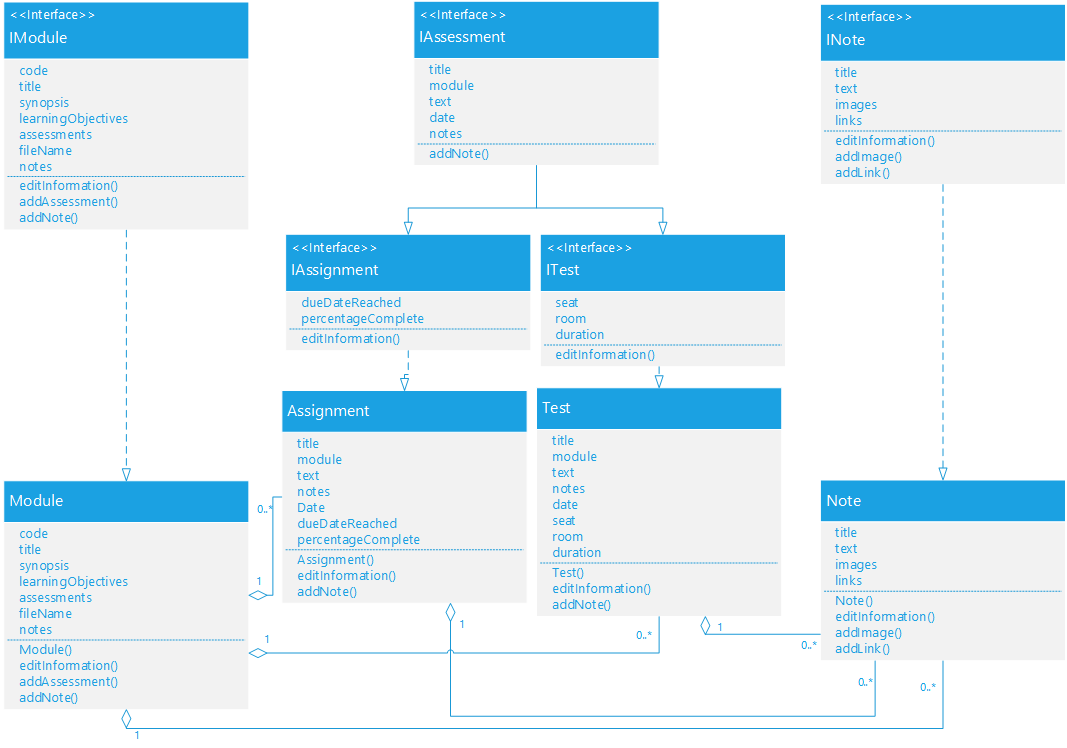 <<Interface>>
IModule
code
title
synopsis
learningObjectives
assessments
fileName
notes
editInformation()
addAssessment()
addNote()
<<Interface>>
IAssessment
title
module
text
date
notes
addNote()
<<Interface>>
INote
title
text
images
links
editInformation()
addImage()
addLink()
<<Interface>>
IAssignment
dueDateReached
percentageComplete
editInformation()
<<Interface>>
ITest
seat
room
duration
editInformation()
Assignment
title
module
text
notes
Date
dueDateReached
percentageComplete
Assignment()
editInformation()
addNote()
Test
title
module
text
notes
date
seat
room
duration
Test()
editInformation()
addNote()
Module
code
title
synopsis
learningObjectives
assessments
fileName
notes
Module()
editInformation()
addAssessment()
addNote()
Note
title
text
images
links
Note()
editInformation()
addImage()
addLink()
0..*
1
1
0..*
1
0..*
1
0..*
1
0..*